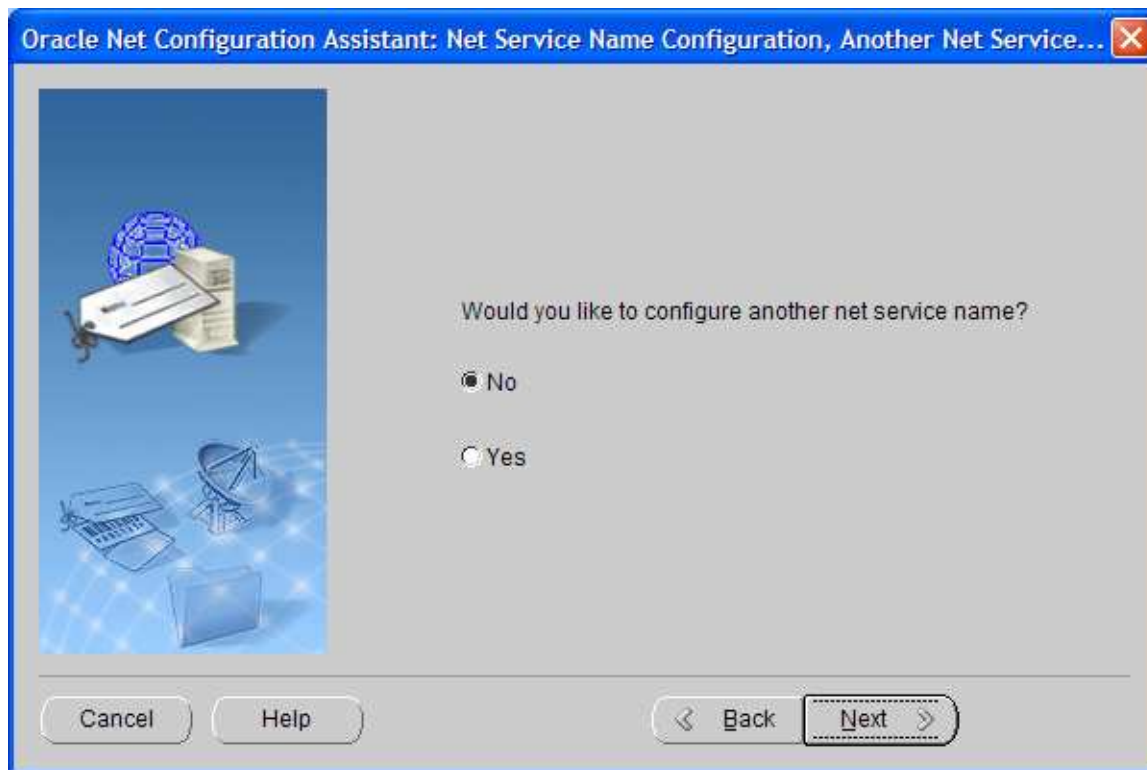 Oracle Net Configuration Assistant: Net Service Name Configuration, Another Net Service...
Would you like to configure another net service name?
No
Yes
Cancel
Help
Back
Next